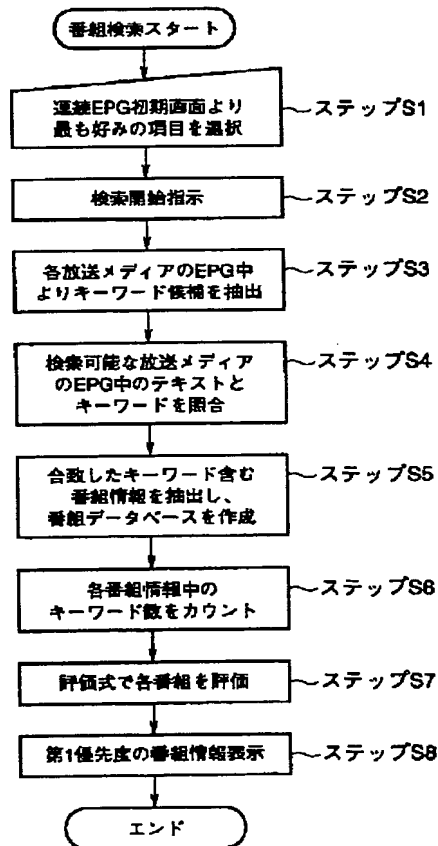 番組検索スタート
連続EPG初期画面より
最も好みの項目を選択
ステップS1
検索開始指示
ステップS2
各放送メディアのEPG中
よりキーワード候補を抽出
ステップS3
検索可能な放送メディア
のEPG中のテキストと
キーワードを照合
ステップS4
合致したキーワード含む
番組情報を抽出し、
番組データベースを作成
ステップS5
各番組情報中の
キーワード数をカウント
ステップS6
評価式で各番組を評価
ステップS7
第1優先度の番組情報表示
ステップS8
エンド